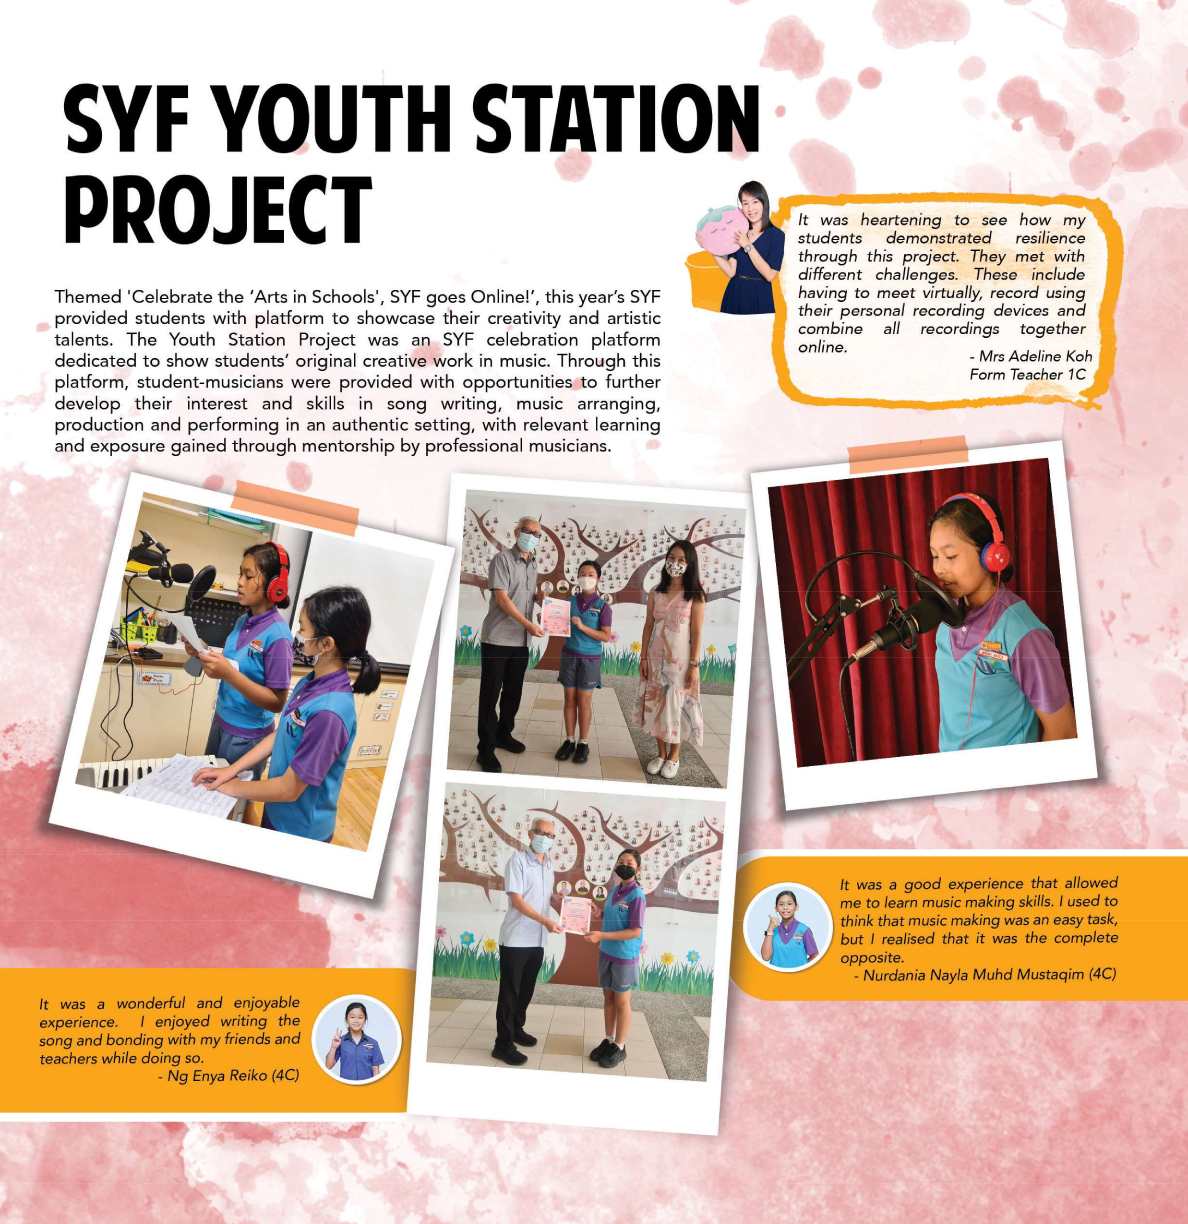 SYF YOUTH STATION
PROJECT
Themed 'Celebrate the ‘Arts in Schools', SYF goes Online!’, this year’s SYF
provided students with platform to showcase their creativity and artistic
talents. The Youth Station Project was an SYF celebration platform
dedicated to show students’ original creative work in music. Through this
platform, student-musicians were provided with opportunities to further
develop their interest and skills in song writing, music arranging,
production and performing in an authentic setting, with relevant learning
and exposure gained through mentorship by professional musicians.
It was heartening to see how my
students demonstrated resilience
through this project. They met with
different challenges. These include
having to meet virtually, record using
their personal recording devices and
combine all recordings together
online.
- Mrs Adeline Koh
Form Teacher 1C
It was a good experience that allowed
me to learn music making skills. I used to
think that music making was an easy task,
but I realised that it was the complete
opposite.
- Nurdania Nayla Muhd Mustaqim (4C)
It was a wonderful and enjoyable
experience. I enjoyed writing the
song and bonding with my friends and
teachers while doing so.
- Ng Enya Reiko (4C)